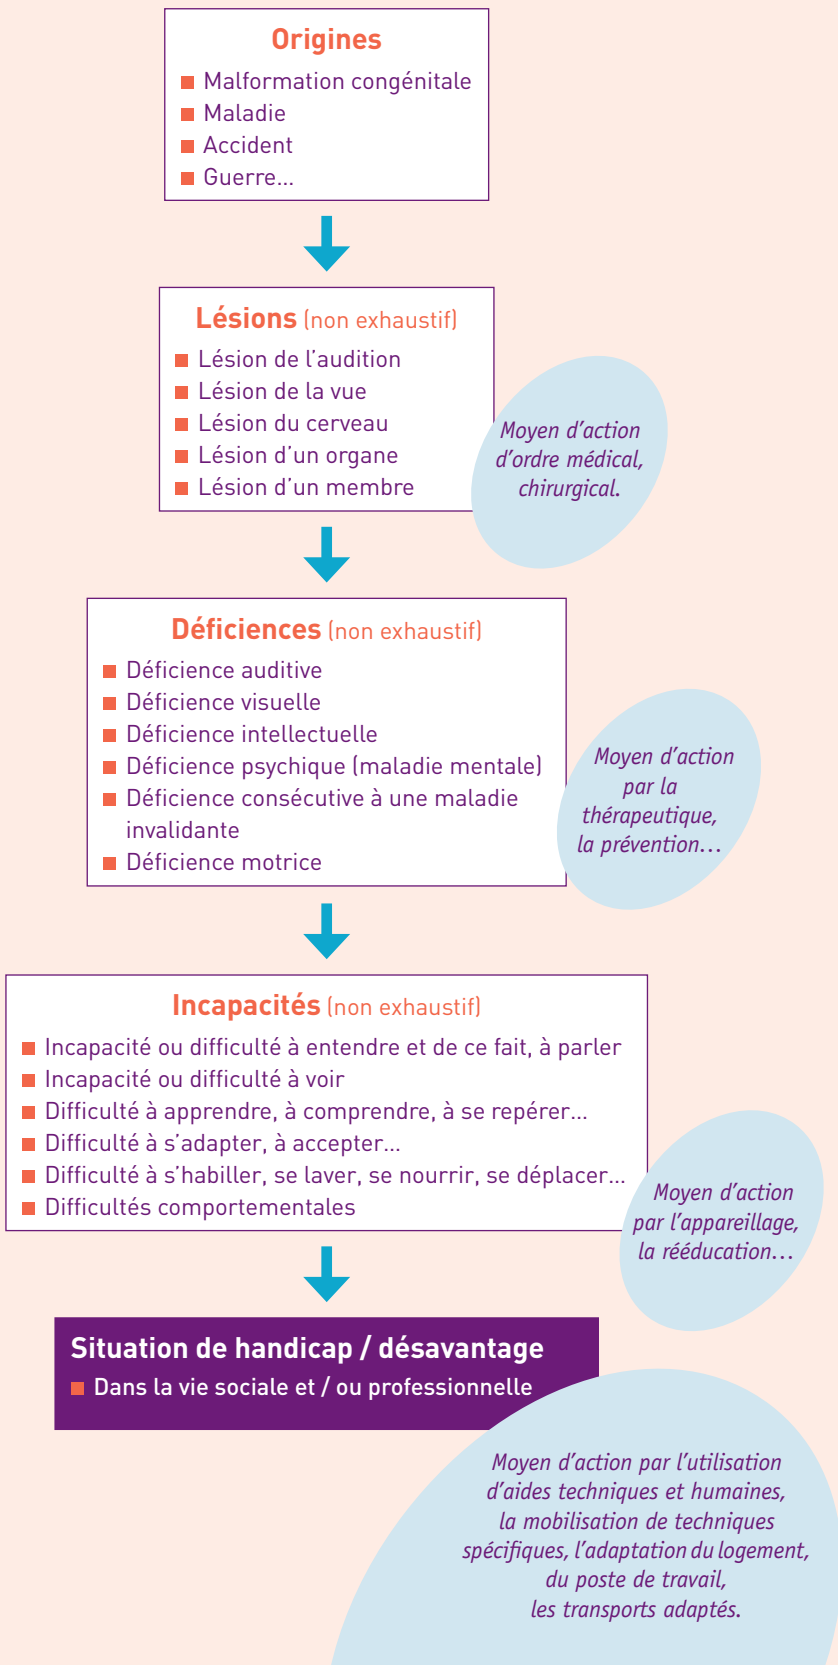 Origines
Malformation congénitale
Maladie
Accident
Guerre...
Lésions (non exhaustif)
Lésion de l’audition
Lésion de la vue
Lésion du cerveau
Lésion d’un organe
Lésion d’un membre
Moyen d’action
d’ordre médical,
chirurgical.
Déficiences (non exhaustif)
Déficience auditive
Déficience visuelle
Déficience intellectuelle
Déficience psychique (maladie mentale)
Déficience consécutive à une maladie
invalidante
Déficience motrice
Moyen d’action
par la
thérapeutique,
la prévention...
Incapacités (non exhaustif)
Incapacité ou difficulté à entendre et de ce fait, à parler
Incapacité ou difficulté à voir
Difficulté à apprendre, à comprendre, à se repérer...
Difficulté à s’adapter, à accepter...
Difficulté à s’habiller, se laver, se nourrir, se déplacer...
Difficultés comportementales
Moyen d’action
par l’appareillage,
la rééducation...
Situation de handicap / désavantage
Dans la vie sociale et / ou professionnelle
Moyen d’action par l’utilisation
d’aides techniques et humaines,
la mobilisation de techniques
spécifiques, l’adaptation du logement,
du poste de travail,
les transports adaptés.